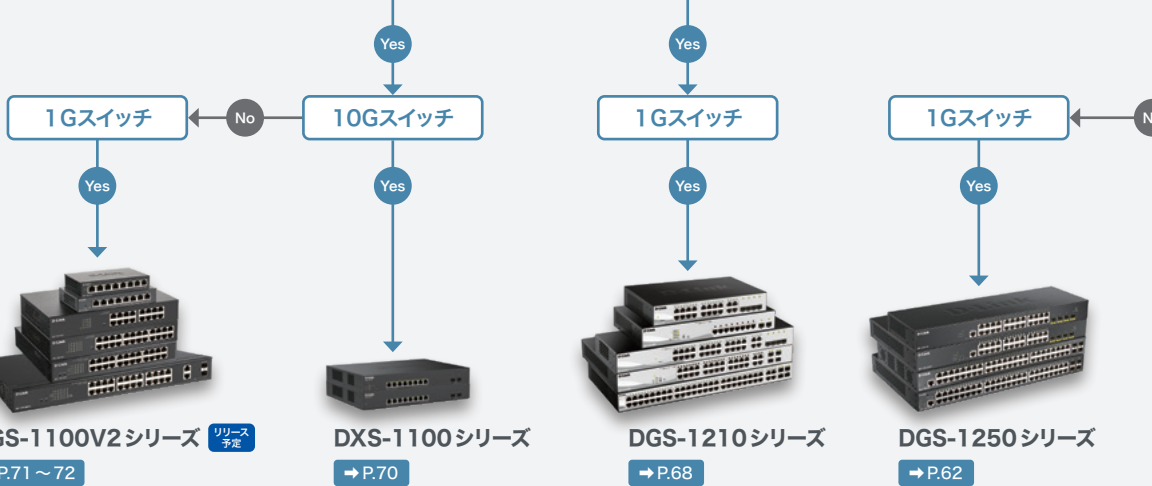 Yes
Yes
1Gスイッチ
No
10Gスイッチ
1Gスイッチ
1Gスイッチ
Yes
Yes
Yes
Yes
GS-1100V2シリーズ
リリース
予定
DXS-1100シリーズ
DGS-1210シリーズ
DGS-1250シリーズ
P.71〜72
➡P.70
➡P.68
➡P.62